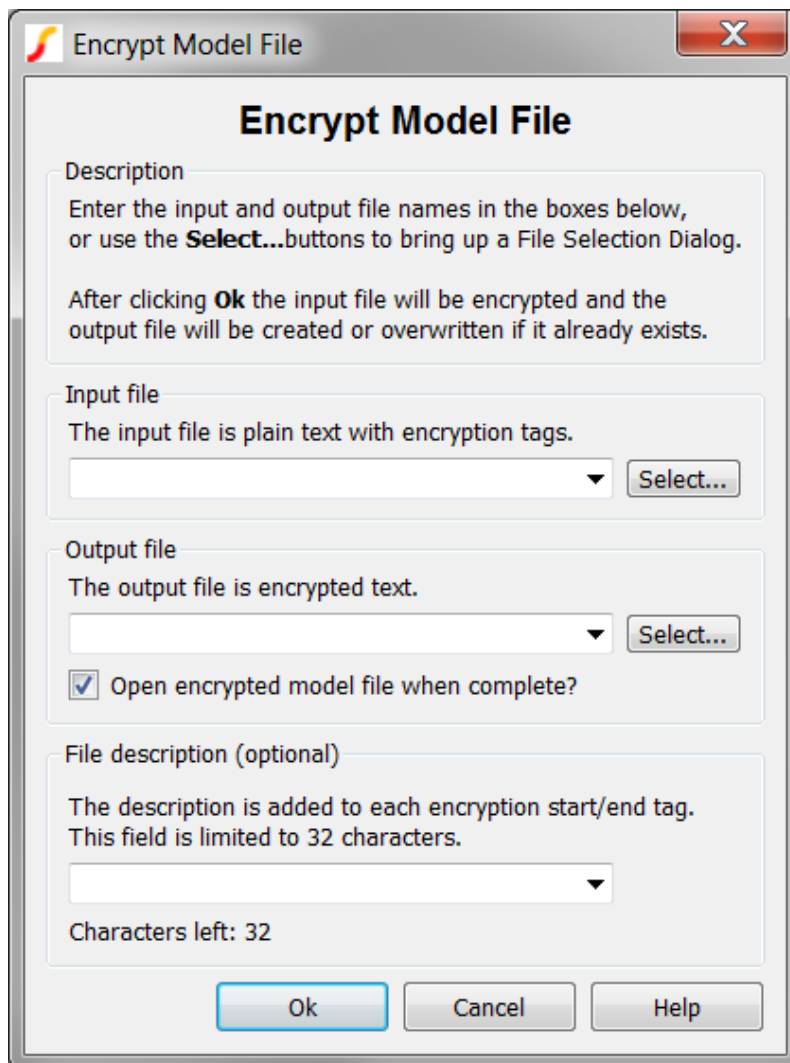 Encrypt Model File
Encrypt Model File
Description
Enter the input and output file names in the boxes below,
or use the Select...buttons to bring up a File Selection Dialog.
After clicking Ok the input file will be encrypted and the
output file will be created or overwritten if it already exists.
Input file
The input file is plain text with encryption tags.
Select...
Output file
The output file is encrypted text.
Select...
Open encrypted model file when complete?
File description (optional)
The description is added to each encryption start/end tag.
This field is limited to 32 characters.
Characters left: 32
Ok Cancel Help